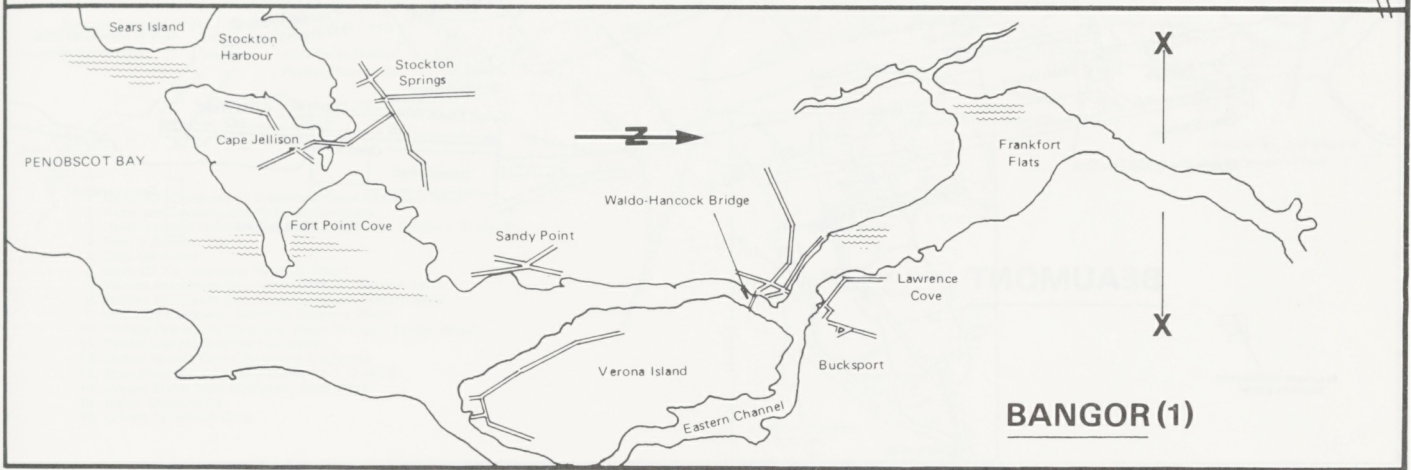 Sears Island
Stockton
Harbour
Stockton
Springs
X
Cape Jellison
PENOBSCOT BAY
N
Frankfort
Flats
Waldo-Hancock Bridge
Fort Point Cove
Sandy Point
Lawrence
Cove
X
Verona Island
Bucksport
Eastern Channel
BANGOR (1)